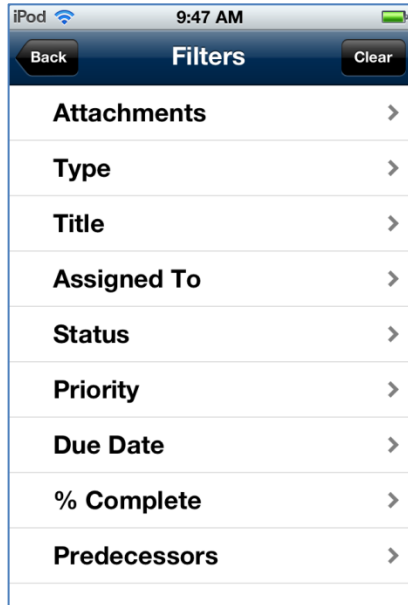 iPod 9:47 AM
Back Filters Clear
Attachments
Type
Title
Assigned To
Status
Priority
Due Date
% Complete
Predecessors